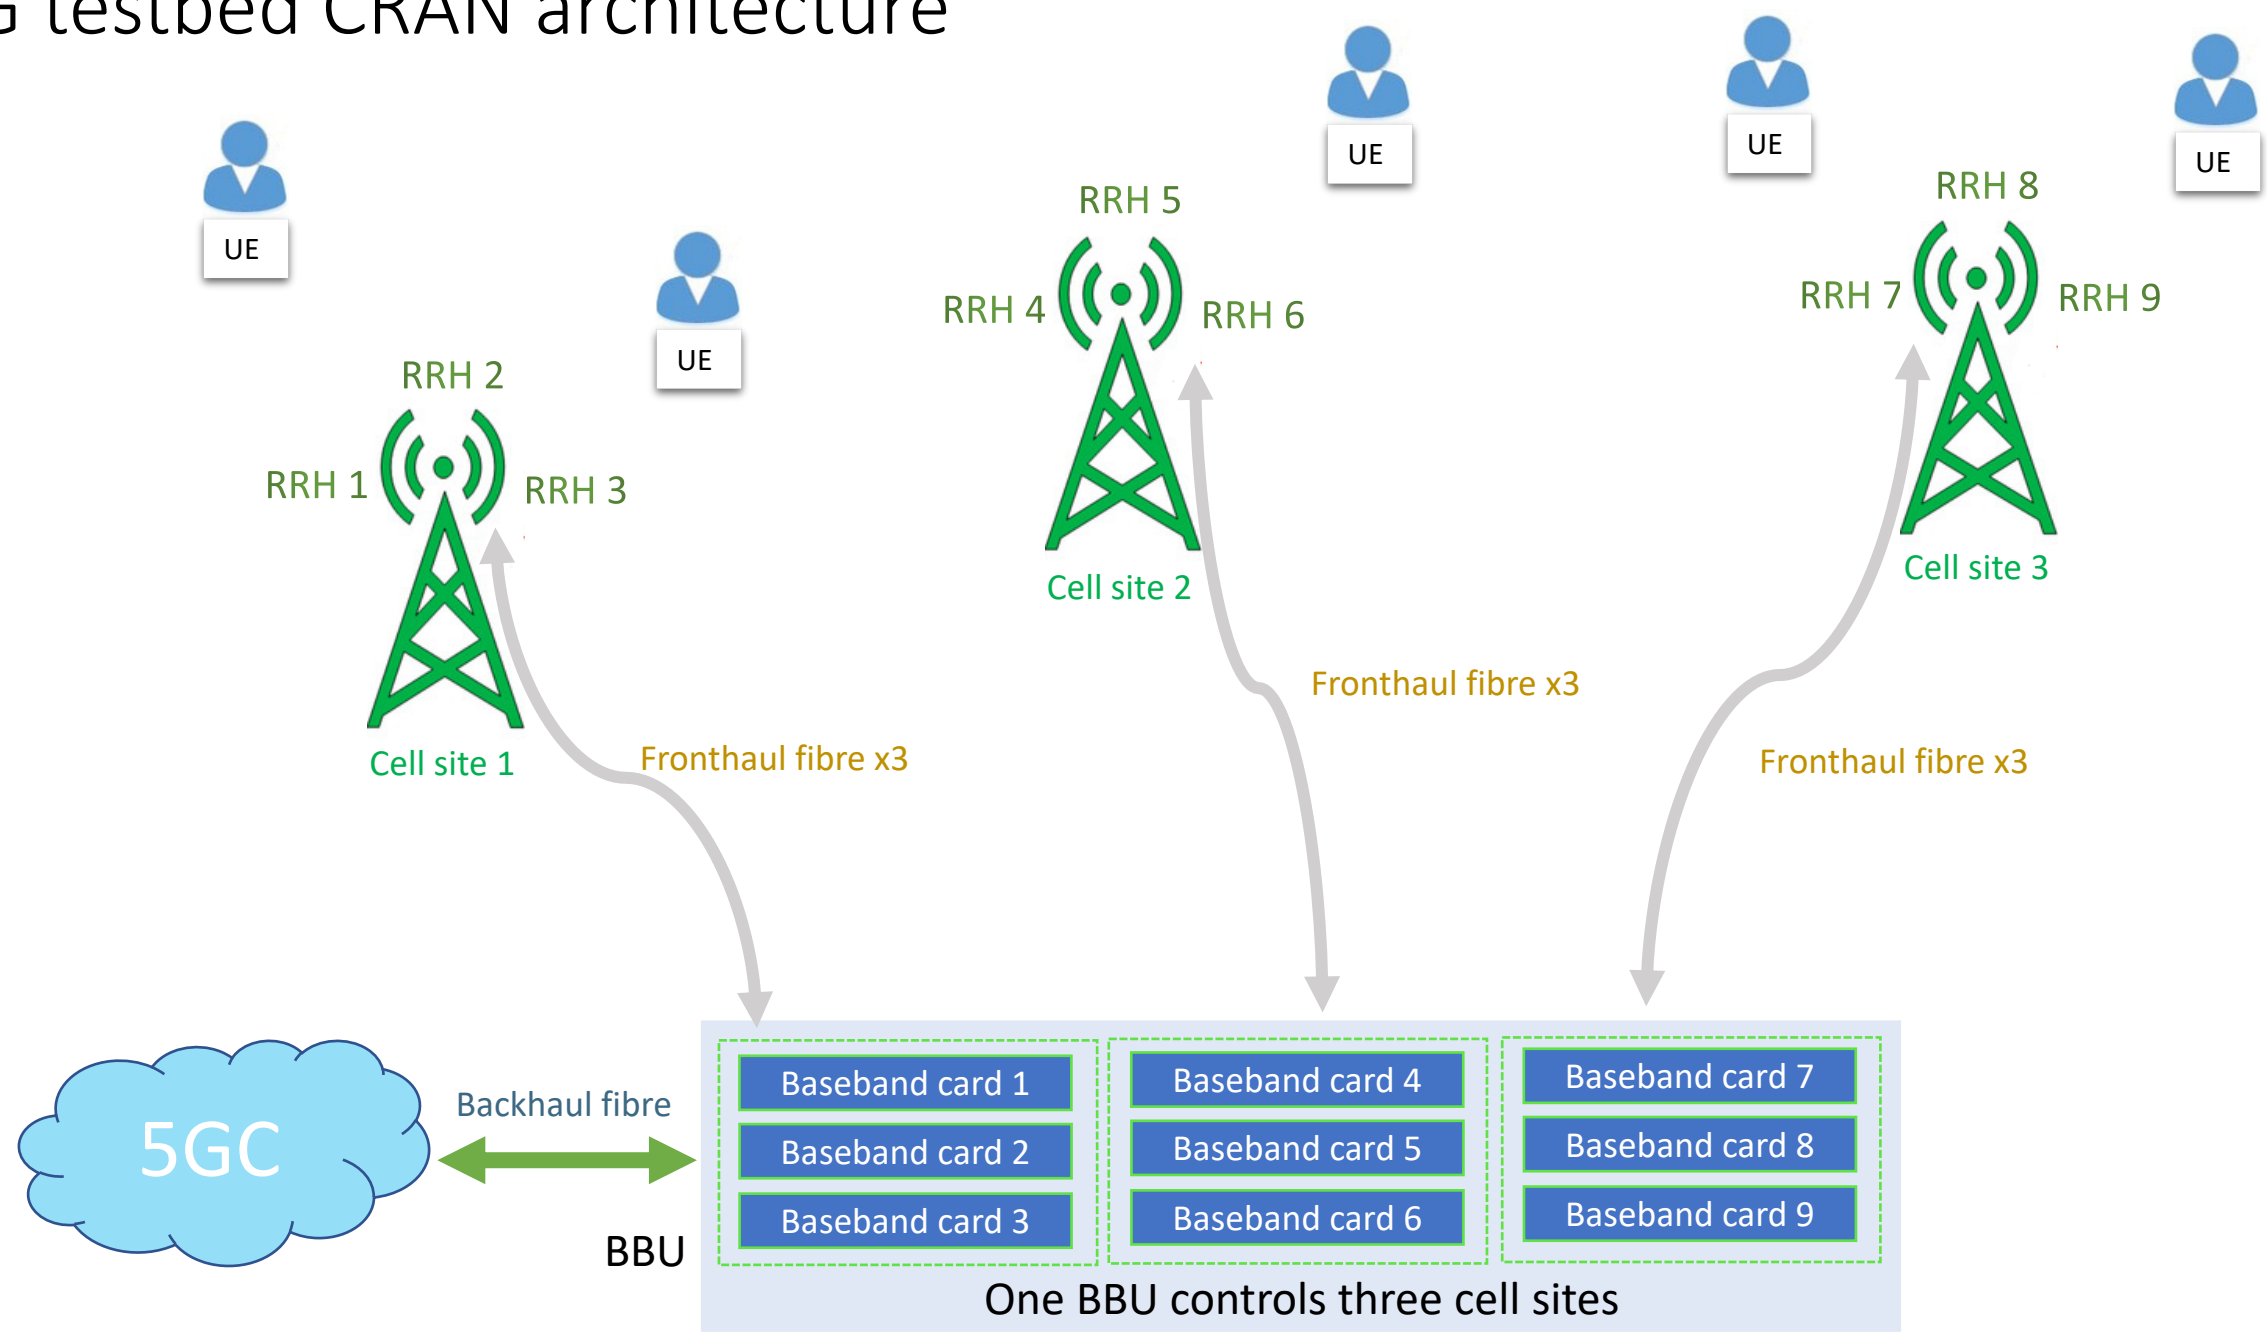 G testbed CRAN architecture
UE
UE
UE
UE
UE
RRH 1
RRH 2
RRH 3
Cell site 1
RRH 4
RRH 5
RRH 6
Cell site 2
RRH 7
RRH 8
RRH 9
Cell site 3
Fronthaul fibre x3
Fronthaul fibre x3
Fronthaul fibre x3
5GC
Backhaul fibre
BBU
Baseband card 1
Baseband card 2
Baseband card 3
Baseband card 4
Baseband card 5
Baseband card 6
Baseband card 7
Baseband card 8
Baseband card 9
One BBU controls three cell sites